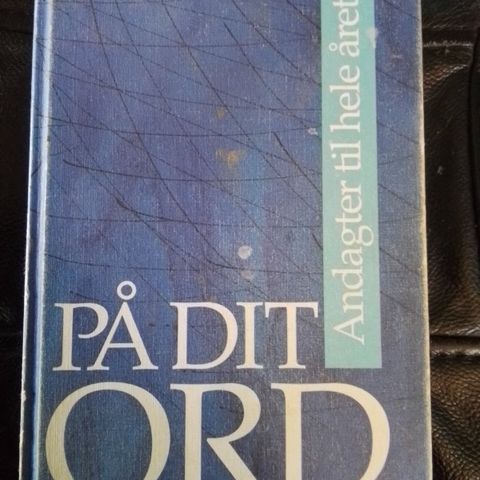 Andagter til hele året
PÅ DIT
ORD